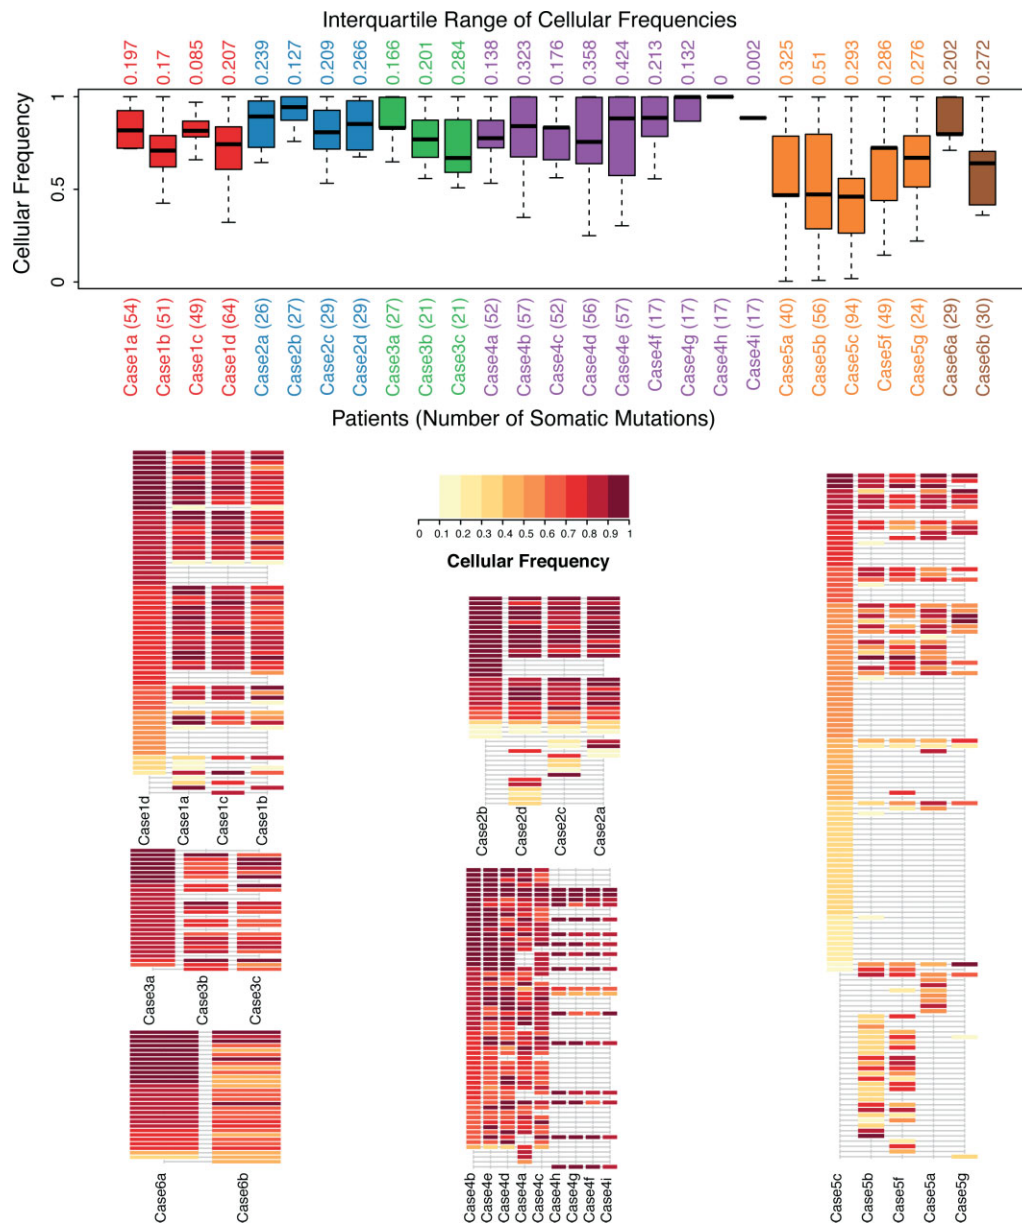 Interquartile Range of Cellular Frequencies
0.197 0.17 0.085 0.207 0.239 0.127 0.209 0.266 0.166 0.201 0.284 0.138 0.323 0.176 0.358 0.424 0.213 0.132 0 0.002 0.325 0.51 0.293 0.286 0.276 0.202 0.272
Cellular Frequency
1
0.5
0
Case1a (54) Case1b (51) Case1c (49) Case1d (64) Case2a (26) Case2b (27) Case2c (29) Case2d (29) Case3a (27) Case3b (21) Case3c (21) Case4a (52) Case4b (57) Case4c (52) Case4d (56) Case4e (57) Case4f (17) Case4g (17) Case4h (17) Case4i (17) Case5a (40) Case5b (56) Case5c (94) Case5f (49) Case5g (24) Case6a (29) Case6b (30)
Patients (Number of Somatic Mutations)
0 0.1 0.2 0.3 0.4 0.5 0.6 0.7 0.8 0.9 1
Cellular Frequency
Case1d Case1a Case1c Case1b
Case2b Case2d Case2c Case2a
Case3a Case3b Case3c
Case6a Case6b
Case4b Case4e Case4d Case4a Case4c Case4h Case4g Case4f Case4i
Case5c Case5b Case5f Case5a Case5g